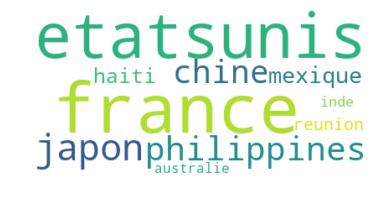 etatsunis
haiti chine mexique
france inde
reunion
japon philippines
australie